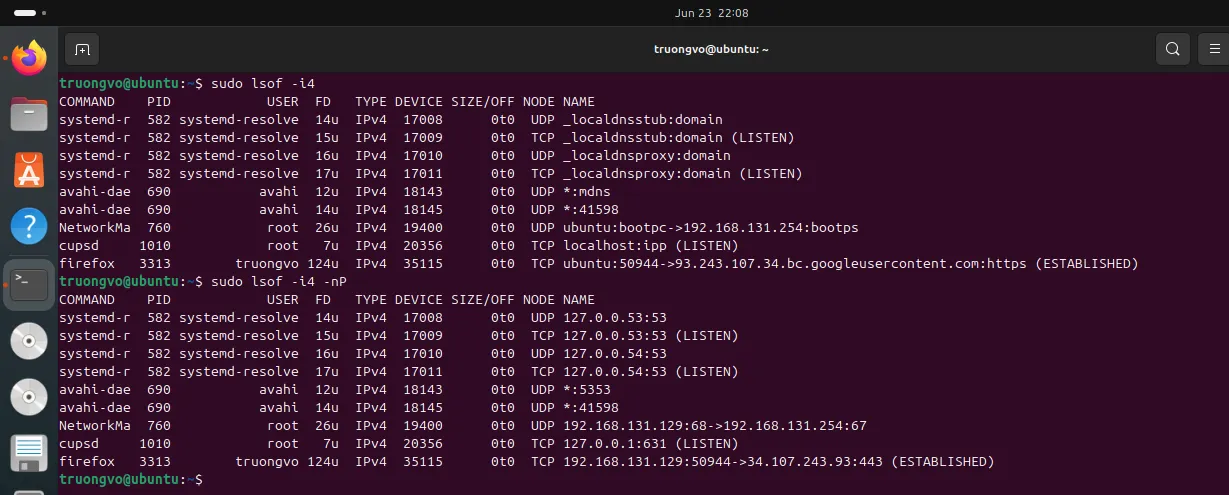 Jun 23 22:08
truongvo@ubuntu: ~
truongvo@ubuntu:~$ sudo lsof -i4
COMMAND    PID            USER   FD   TYPE DEVICE SIZE/OFF NODE NAME
systemd-r  582 systemd-resolve  14u  IPv4  17008      0t0  UDP _localdnsstub:domain
systemd-r  582 systemd-resolve  15u  IPv4  17009      0t0  TCP _localdnsstub:domain (LISTEN)
systemd-r  582 systemd-resolve  16u  IPv4  17010      0t0  UDP _localdnsproxy:domain
systemd-r  582 systemd-resolve  17u  IPv4  17011      0t0  TCP _localdnsproxy:domain (LISTEN)
avahi-dae  690           avahi  12u  IPv4  18143      0t0  UDP *:mdns
avahi-dae  690           avahi  14u  IPv4  18145      0t0  UDP *:41598
NetworkMa  760            root  26u  IPv4  19400      0t0  UDP ubuntu:bootpc->192.168.131.254:bootps
cupsd     1010            root   7u  IPv4  20356      0t0  TCP localhost:ipp (LISTEN)
firefox   3313        truongvo 124u  IPv4  35115      0t0  TCP ubuntu:50944->93.243.107.34.bc.googleusercontent.com:https (ESTABLISHED)
truongvo@ubuntu:~$ sudo lsof -i4 -nP
COMMAND    PID            USER   FD   TYPE DEVICE SIZE/OFF NODE NAME
systemd-r  582 systemd-resolve  14u  IPv4  17008      0t0  UDP 127.0.0.53:53
systemd-r  582 systemd-resolve  15u  IPv4  17009      0t0  TCP 127.0.0.53:53 (LISTEN)
systemd-r  582 systemd-resolve  16u  IPv4  17010      0t0  UDP 127.0.0.54:53
systemd-r  582 systemd-resolve  17u  IPv4  17011      0t0  TCP 127.0.0.54:53 (LISTEN)
avahi-dae  690           avahi  12u  IPv4  18143      0t0  UDP *:5353
avahi-dae  690           avahi  14u  IPv4  18145      0t0  UDP *:41598
NetworkMa  760            root  26u  IPv4  19400      0t0  UDP 192.168.131.129:68->192.168.131.254:67
cupsd     1010            root   7u  IPv4  20356      0t0  TCP 127.0.0.1:631 (LISTEN)
firefox   3313        truongvo 124u  IPv4  35115      0t0  TCP 192.168.131.129:50944->34.107.243.93:443 (ESTABLISHED)
truongvo@ubuntu:~$